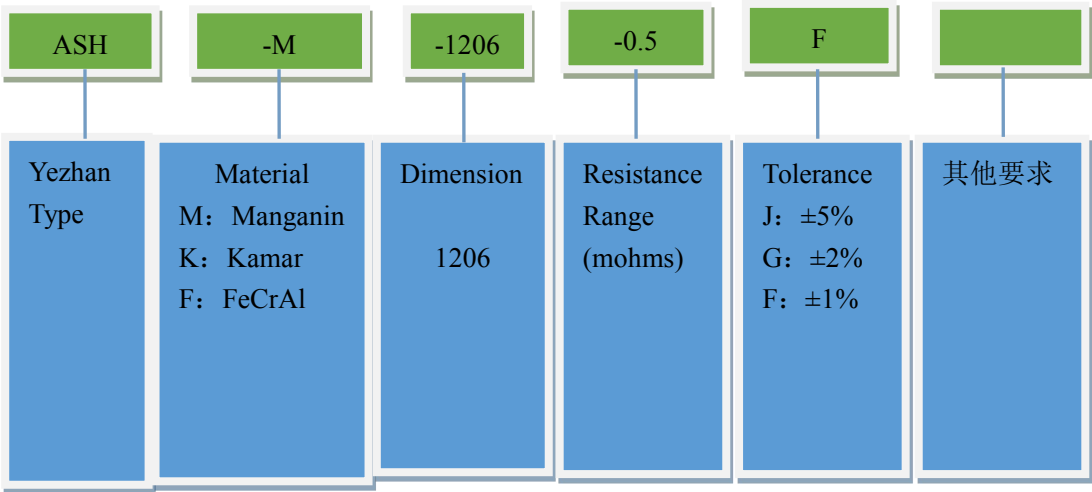 ASH
-M
-1206
-0.5
F
Yezhan
Type
Material
M：Manganin
K：Kamar
F：FeCrAl
Dimension
1206
Resistance
Range
(mohms)
Tolerance
J：±5%
G：±2%
F：±1%
其他要求